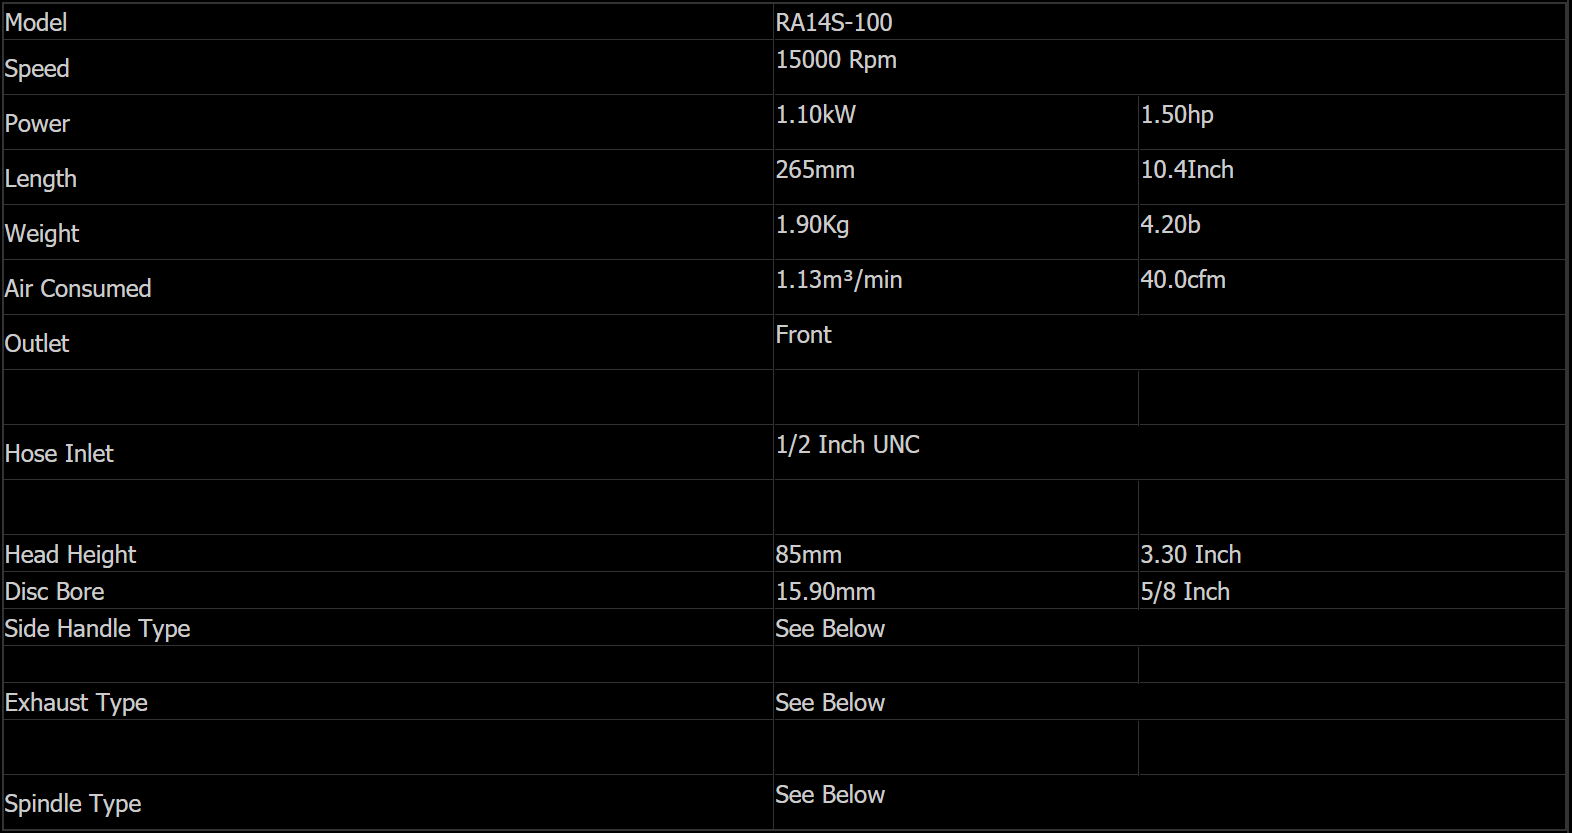 Model RA14S-100
Speed 15000 Rpm
Power 1.10kW 1.50hp
Length 265mm 10.4Inch
Weight 1.90Kg 4.20b
Air Consumed 1.13m³/min 40.0cfm
Outlet Front
Hose Inlet 1/2 Inch UNC
Head Height 85mm 3.30 Inch
Disc Bore 15.90mm 5/8 Inch
Side Handle Type See Below
Exhaust Type See Below
Spindle Type See Below